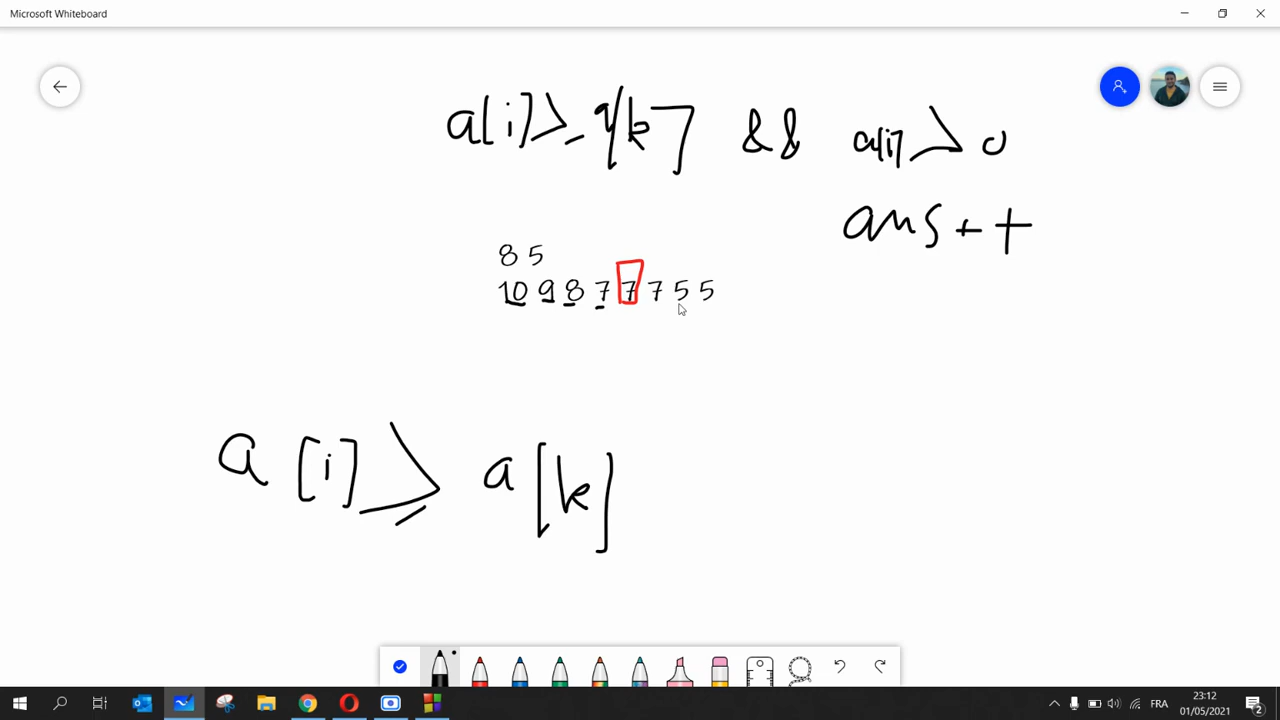 Microsoft Whiteboard
a[i] ≥ a[k] && a[i] > 0
ans++
8 5
10 9 8 7 7 7 5 5
a[i] ≥ a[k]
FRA
23:12
01/05/2021
2